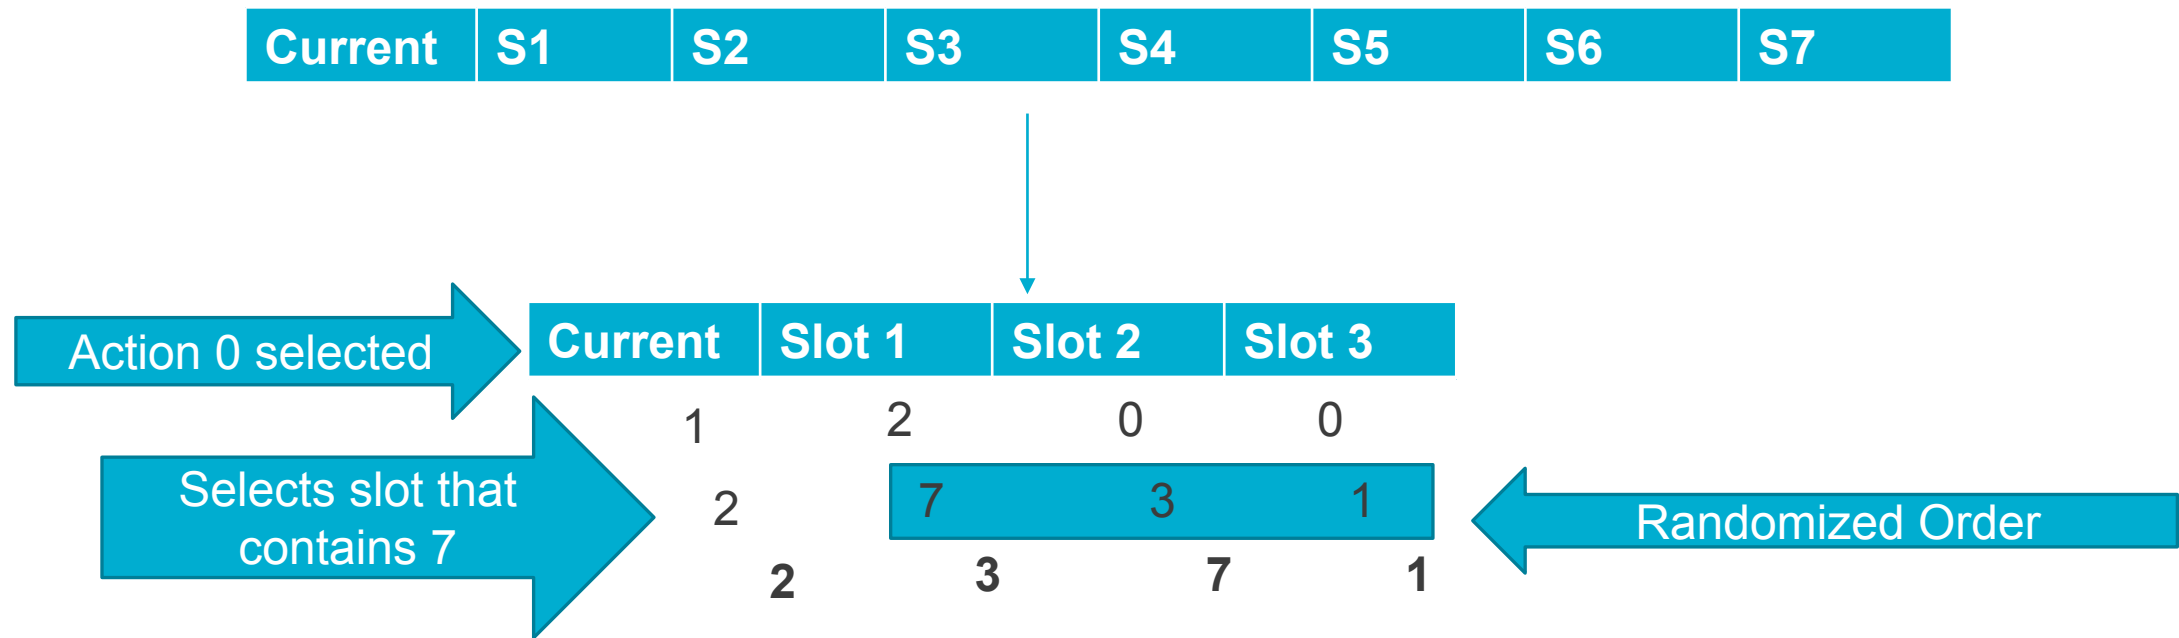 Current S1 S2 S3 S4 S5 S6 S7
Action 0 selected
Current Slot 1 Slot 2 Slot 3
1 2 0 0
Selects slot that
contains 7
2 7 3 1
Randomized Order
2 3 7 1